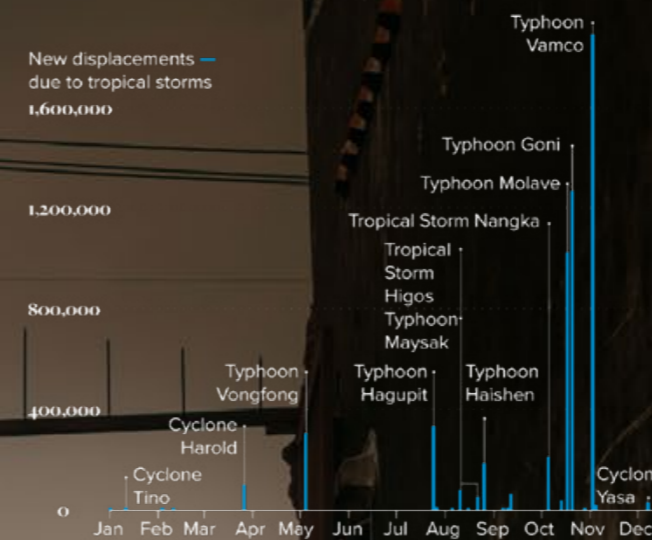 New displacements
due to tropical storms
1,600,000
1,200,000
800,000
400,000
0
Typhoon
Vamco
Typhoon Goni
Typhoon Molave
Tropical Storm Nangka
Tropical
Storm
Higos
Typhoon
Maysak
Typhoon
Vongfong
Typhoon
Hagupit
Typhoon
Haishen
Cyclone
Harold
Cyclone
Tino
Cyclon
Yasa
Jan Feb Mar Apr May Jun Jul Aug Sep Oct Nov Dec